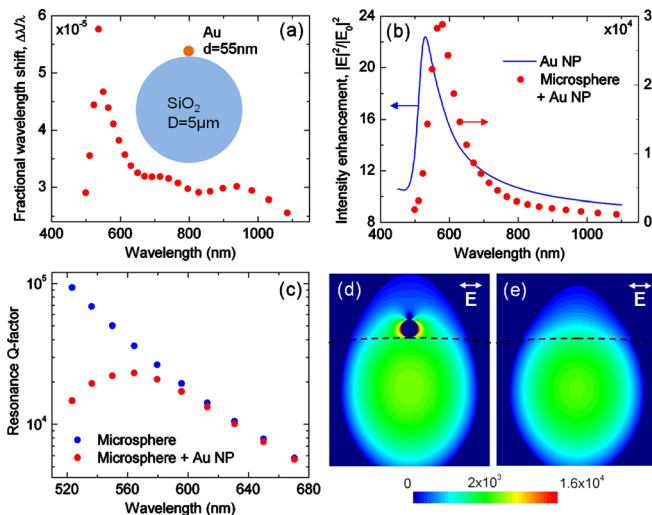 x10⁻⁵
(a)
Au
d=55nm
SiO₂
D=5μm
Fractional wavelength shift, Δλ/λ
6
5
4
3
400 600 800 1000
Wavelength (nm)
(b)
x10⁴
Au NP
Microsphere
+ Au NP
Intensity enhancement, |E|²/|E₀|²
24
20
16
12
8
3
2
1
0
400 600 800 1000
Wavelength (nm)
(c)
Resonance Q-factor
10⁵
10⁴
Microsphere
Microsphere + Au NP
520 560 600 640 680
Wavelength (nm)
(d)
E
(e)
E
0 2x10³ 1.6x10⁴